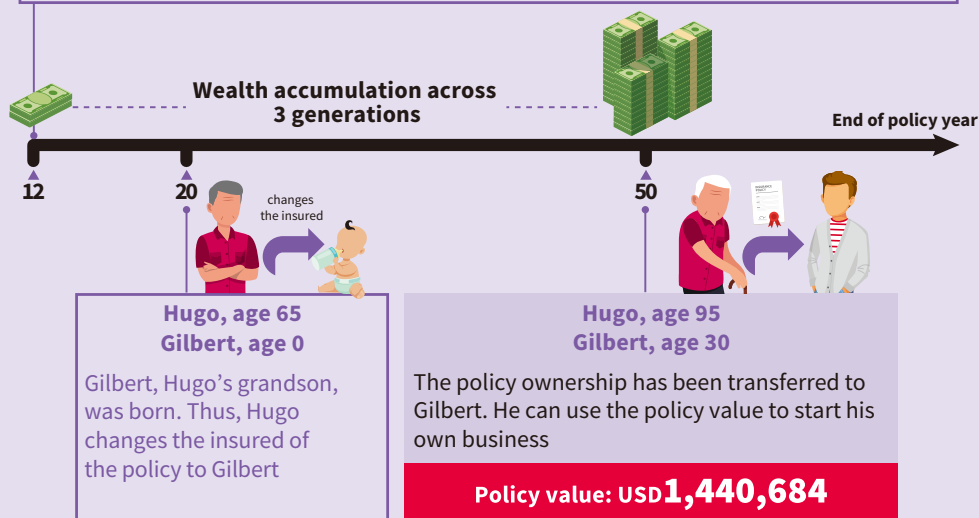 Wealth accumulation across
3 generations
End of policy year
12
20
50
changes
the insured
Hugo, age 65
Gilbert, age 0
Gilbert, Hugo’s grandson,
was born. Thus, Hugo
changes the insured of
the policy to Gilbert
Hugo, age 95
Gilbert, age 30
The policy ownership has been transferred to
Gilbert. He can use the policy value to start his
own business
Policy value: USD1,440,684